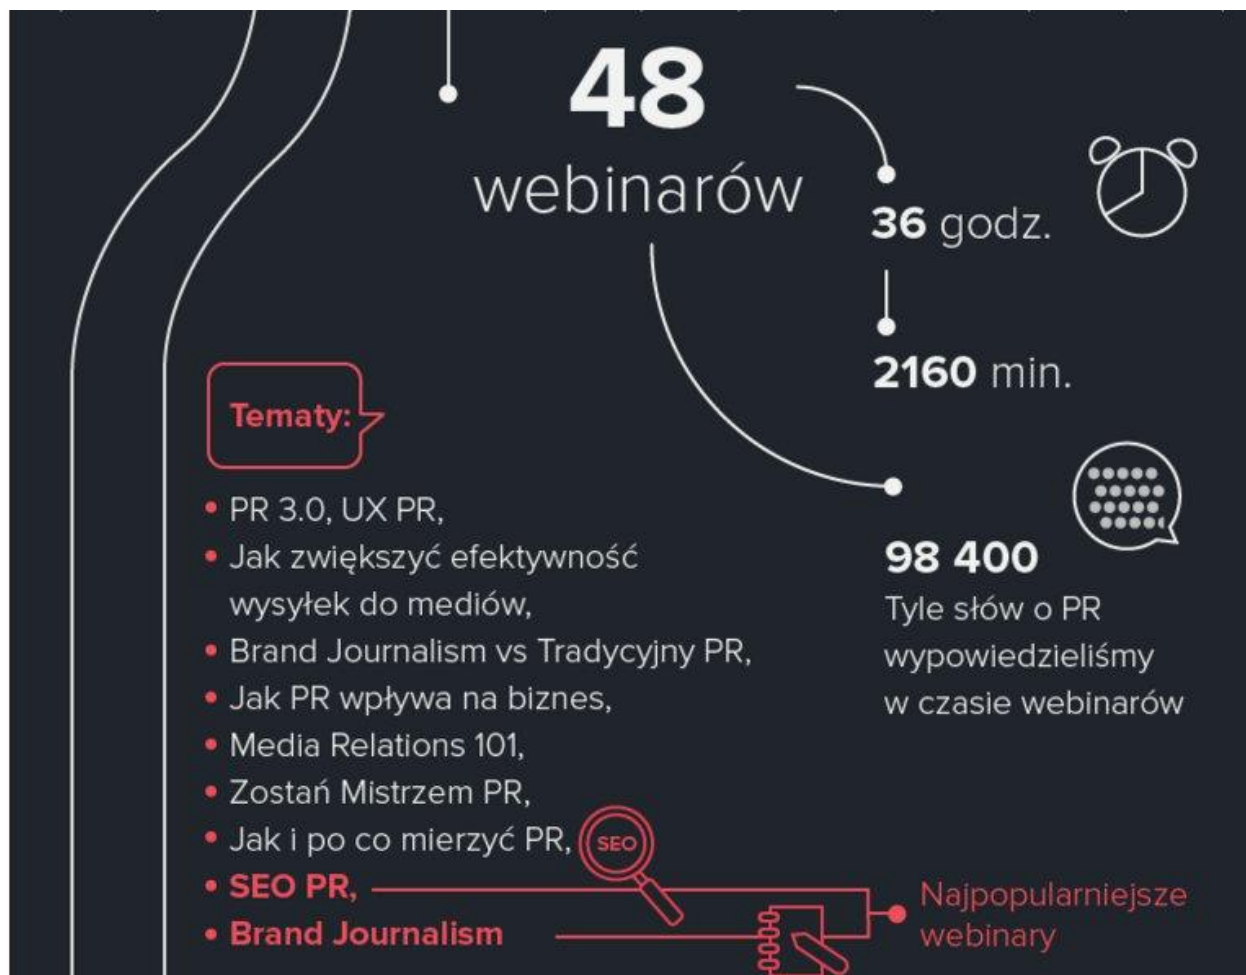 48
webinarów
36 godz.
2160 min.
98 400
Tyle słów o PR
wypowiedzieliśmy
w czasie webinarów
Tematy:
• PR 3.0, UX PR,
• Jak zwiększyć efektywność
wysyłek do mediów,
• Brand Journalism vs Tradycyjny PR,
• Jak PR wpływa na biznes,
• Media Relations 101,
• Zostań Mistrzem PR,
• Jak i po co mierzyć PR,
SEO
• SEO PR,
• Brand Journalism
Najpopularniejsze
webinary